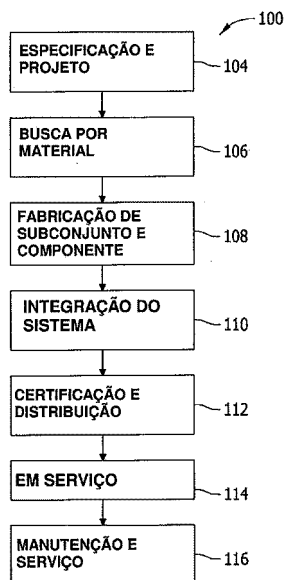 100
ESPECIFICAÇÃO E
PROJETO
104
BUSCA POR
MATERIAL
106
FABRICAÇÃO DE
SUBCONJUNTO E
COMPONENTE
108
INTEGRAÇÃO DO
SISTEMA
110
CERTIFICAÇÃO E
DISTRIBUIÇÃO
112
EM SERVIÇO
114
MANUTENÇÃO E
SERVIÇO
116